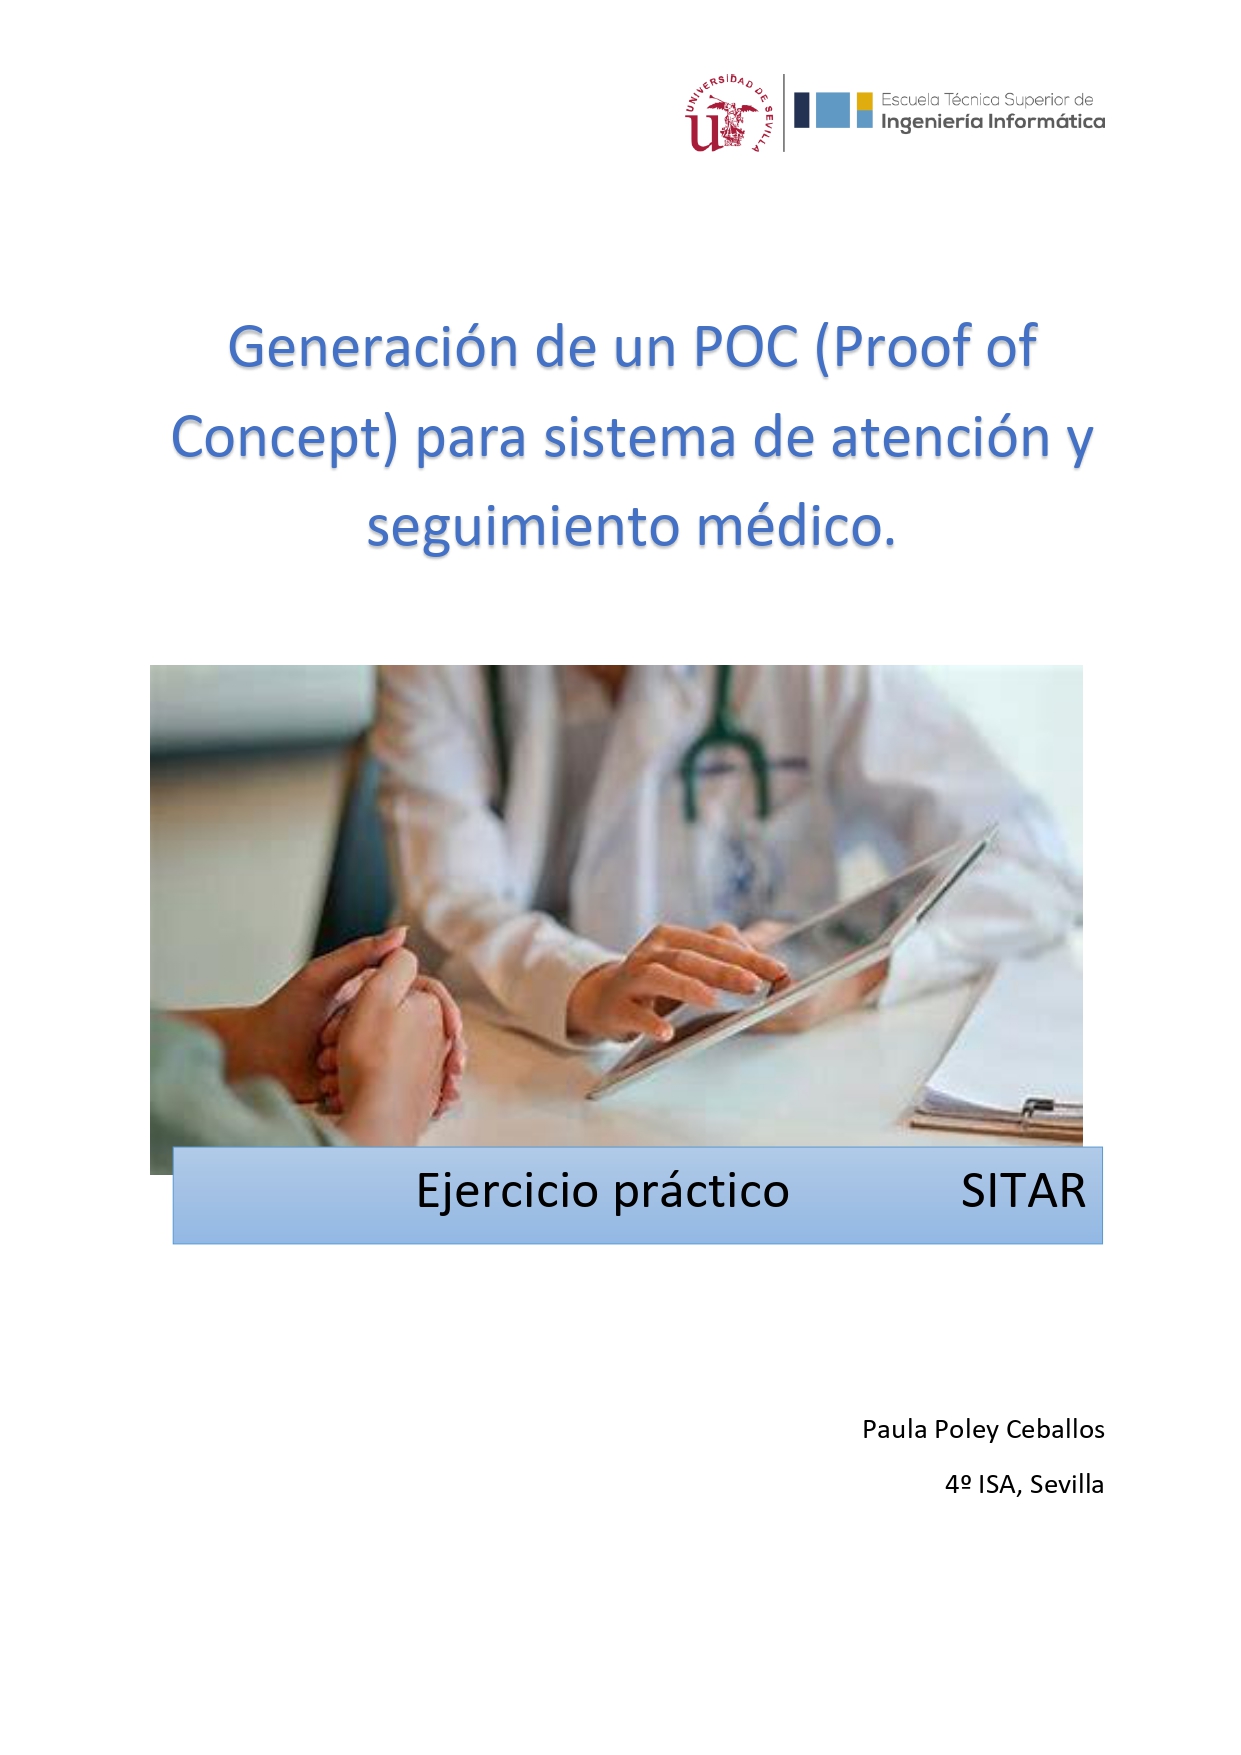 UNIVERSIDAD DE SEVILLA
Escuela Técnica Superior de
Ingeniería Informática
Generación de un POC (Proof of
Concept) para sistema de atención y
seguimiento médico.
Ejercicio práctico SITAR
Paula Poley Ceballos
4º ISA, Sevilla